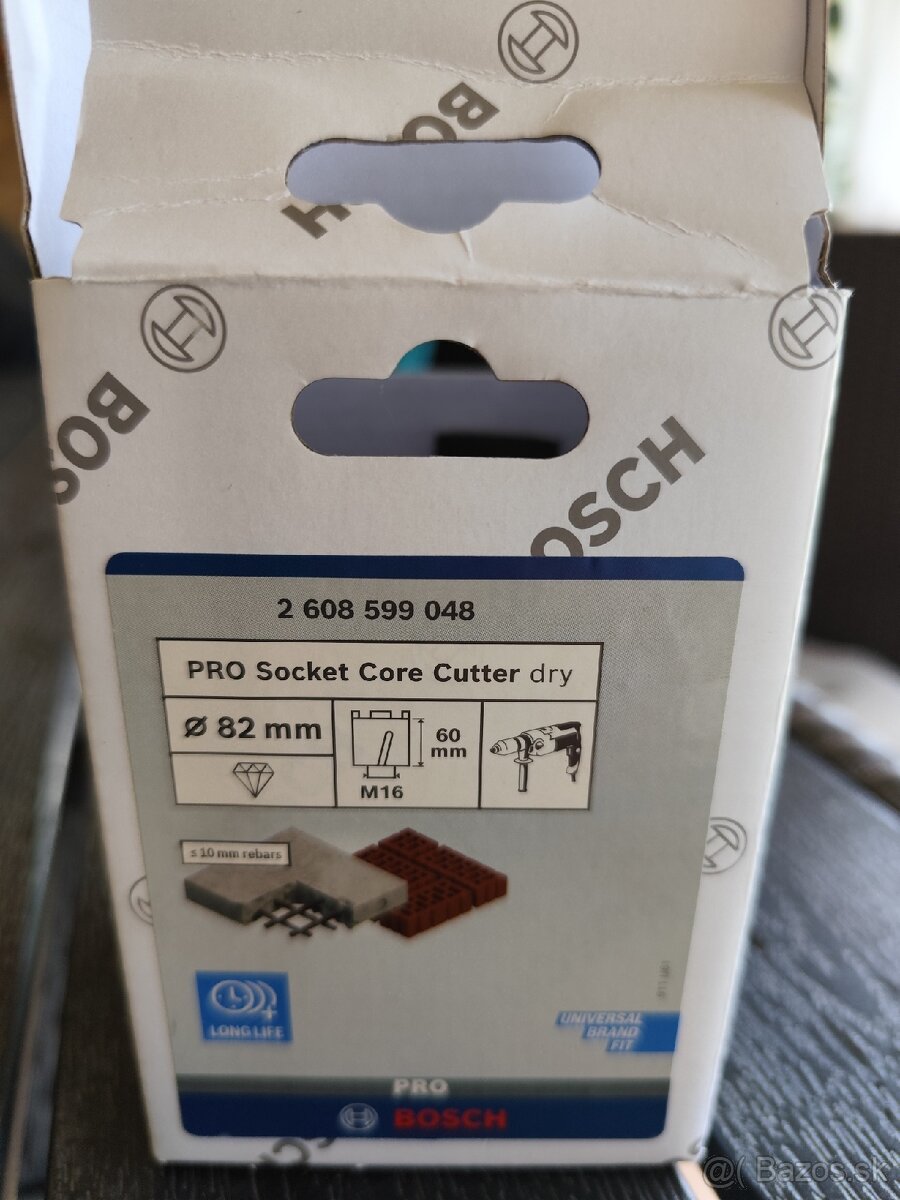 BOSCH
BOSCH
BOSCH
2 608 599 048
PRO Socket Core Cutter dry
Ø 82 mm
60
mm
M16
≤ 10 mm rebars
LONG LIFE
UNIVERSAL
BRAND
FIT
PRO
BOSCH
@( Bazos.sk